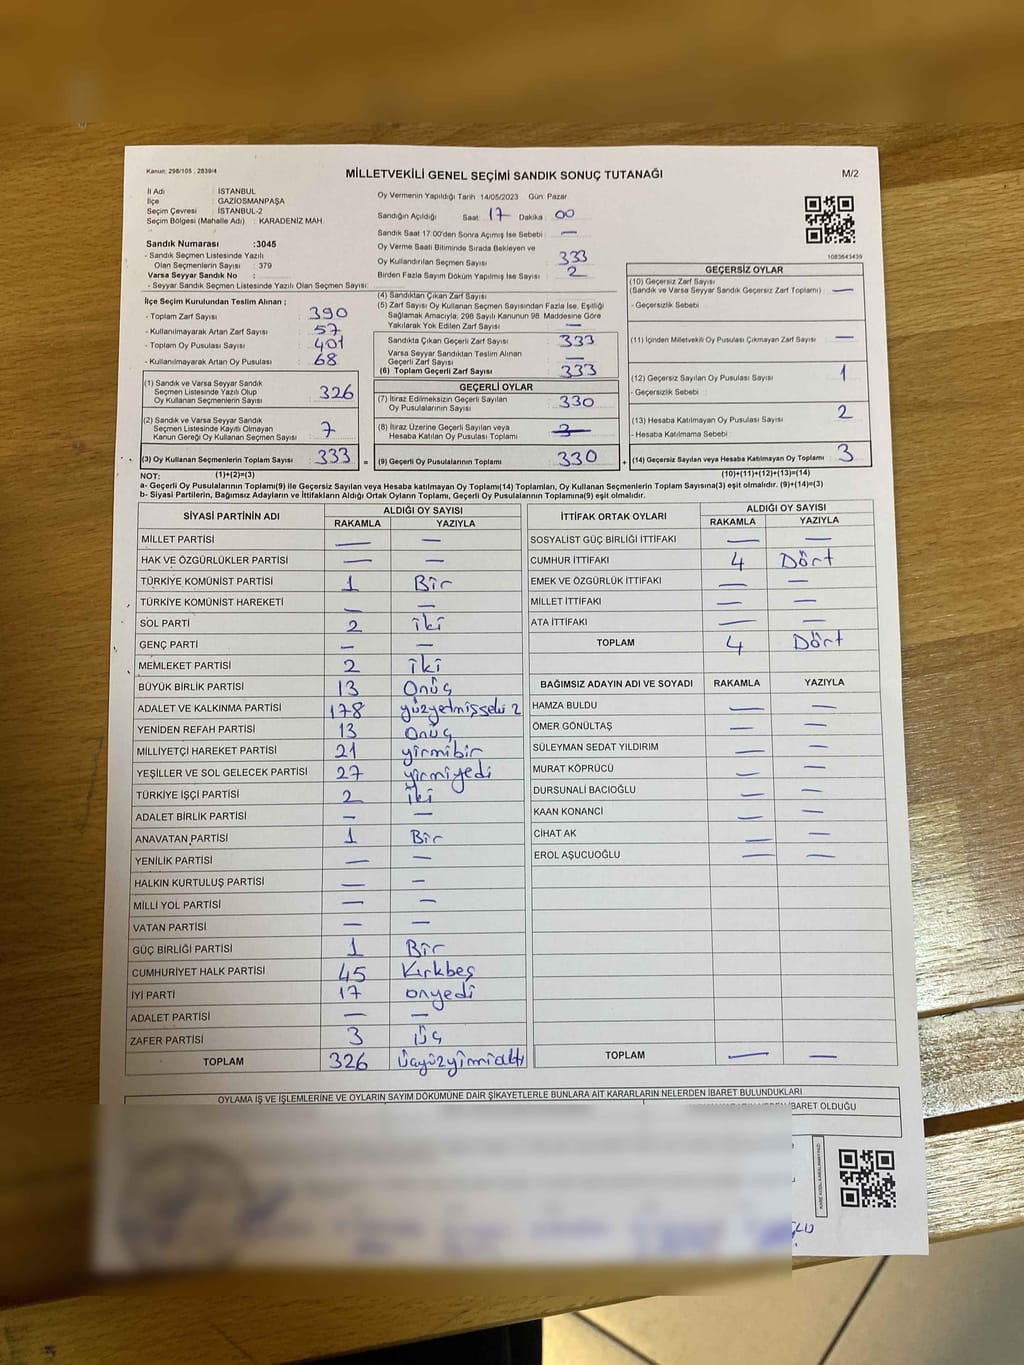 Kanun: 298/105 , 2839/4
MİLLETVEKİLİ GENEL SEÇİMİ SANDIK SONUÇ TUTANAĞI
M/2
İl Adı : İSTANBUL
İlçe : GAZİOSMANPAŞA
Seçim Çevresi : İSTANBUL-2
Seçim Bölgesi (Mahalle Adı) : KARADENİZ MAH.
Sandık Numarası :3045
- Sandık Seçmen Listesinde Yazılı
Olan Seçmenlerin Sayısı : 379
Varsa Seyyar Sandık No :
- Seyyar Sandık Seçmen Listesinde Yazılı Olan Seçmen Sayısı:
Oy Vermenin Yapıldığı Tarih :14/05/2023 Gün: Pazar
Sandığın Açıldığı Saat: 17 Dakika : 00
Sandık Saat 17:00'den Sonra Açımış İse Sebebi : —
Oy Verme Saati Bitiminde Sırada Bekleyen ve
Oy Kullandırılan Seçmen Sayısı : 333
Birden Fazla Sayım Döküm Yapılmış İse Sayısı : 2
1083643439
İlçe Seçim Kurulundan Teslim Alınan ;
- Toplam Zarf Sayısı : 390
- Kullanılmayarak Artan Zarf Sayısı : 57
- Toplam Oy Pusulası Sayısı : 401
- Kullanılmayarak Artan Oy Pusulası : 68
(1) Sandık ve Varsa Seyyar Sandık
Seçmen Listesinde Yazılı Olup
Oy Kullanan Seçmenlerin Sayısı : 326
(2) Sandık ve Varsa Seyyar Sandık
Seçmen Listesinde Kayıtlı Olmayan
Kanun Gereği Oy Kullanan Seçmen Sayısı : 7
(3) Oy Kullanan Seçmenlerin Toplam Sayısı : 333
(4) Sandıktan Çıkan Zarf Sayısı
(5) Zarf Sayısı Oy Kullanan Seçmen Sayısından Fazla İse, Eşitliği
Sağlamak Amacıyla, 298 Sayılı Kanunun 98. Maddesine Göre
Yakılarak Yok Edilen Zarf Sayısı : —
Sandıkta Çıkan Geçerli Zarf Sayısı : 333
Varsa Seyyar Sandıktan Teslim Alınan
Geçerli Zarf Sayısı : —
(6) Toplam Geçerli Zarf Sayısı : 333
GEÇERLİ OYLAR
(7) İtiraz Edilmeksizin Geçerli Sayılan
Oy Pusulalarının Sayısı : 330
(8) İtiraz Üzerine Geçerli Sayılan veya
Hesaba Katılan Oy Pusulası Toplamı : 3
= (9) Geçerli Oy Pusulalarının Toplamı : 330
GEÇERSİZ OYLAR
(10) Geçersiz Zarf Sayısı
(Sandık ve Varsa Seyyar Sandık Geçersiz Zarf Toplamı) : —
- Geçersizlik Sebebi :
(11) İçinden Milletvekili Oy Pusulası Çıkmayan Zarf Sayısı : —
(12) Geçersiz Sayılan Oy Pusulası Sayısı : 1
- Geçersizlik Sebebi :
(13) Hesaba Katılmayan Oy Pusulası Sayısı : 2
- Hesaba Katılmama Sebebi :
+ (14) Geçersiz Sayılan veya Hesaba Katılmayan Oy Toplamı : 3
NOT: (1)+(2)=(3) (10)+(11)+(12)+(13)=(14)
a- Geçerli Oy Pusulalarının Toplamı(9) ile Geçersiz Sayılan veya Hesaba Katılmayan Oy Toplamı(14) Toplamları, Oy Kullanan Seçmenlerin Toplam Sayısına(3) eşit olmalıdır. (9)+(14)=(3)
b- Siyasi Partilerin, Bağımsız Adayların ve İttifakların Aldığı Ortak Oyların Toplamı, Geçerli Oy Pusulalarının Toplamına(9) eşit olmalıdır.
SİYASİ PARTİNİN ADI ALDIĞI OY SAYISI
RAKAMLA YAZIYLA
MİLLET PARTİSİ — —
HAK VE ÖZGÜRLÜKLER PARTİSİ — —
TÜRKİYE KOMÜNİST PARTİSİ 1 Bir
TÜRKİYE KOMÜNİST HAREKETİ — —
SOL PARTİ 2 iki
GENÇ PARTİ — —
MEMLEKET PARTİSİ 2 iki
BÜYÜK BİRLİK PARTİSİ 13 Onüç
ADALET VE KALKINMA PARTİSİ 178
YENİDEN REFAH PARTİSİ 13 Onüç
MİLLİYETÇİ HAREKET PARTİSİ 21 yirmibir
YEŞİLLER VE SOL GELECEK PARTİSİ 27 yirmiyedi
TÜRKİYE İŞÇİ PARTİSİ 2 iki
ADALET BİRLİK PARTİSİ — —
ANAVATAN PARTİSİ 1 Bir
YENİLİK PARTİSİ — —
HALKIN KURTULUŞ PARTİSİ — —
MİLLİ YOL PARTİSİ — —
VATAN PARTİSİ — —
GÜÇ BİRLİĞİ PARTİSİ 1 Bir
CUMHURİYET HALK PARTİSİ 45 Kırkbeş
İYİ PARTİ 17 onyedi
ADALET PARTİSİ — —
ZAFER PARTİSİ 3 üç
TOPLAM 326 üçyüzyirmialtı
İTTİFAK ORTAK OYLARI ALDIĞI OY SAYISI
RAKAMLA YAZIYLA
SOSYALİST GÜÇ BİRLİĞİ İTTİFAKI — —
CUMHUR İTTİFAKI 4 Dört
EMEK VE ÖZGÜRLÜK İTTİFAKI — —
MİLLET İTTİFAKI — —
ATA İTTİFAKI — —
TOPLAM 4 Dört
BAĞIMSIZ ADAYIN ADI VE SOYADI RAKAMLA YAZIYLA
HAMZA BULDU — —
ÖMER GÖNÜLTAŞ — —
SÜLEYMAN SEDAT YILDIRIM — —
MURAT KÖPRÜCÜ — —
DURSUNALİ BACIOĞLU — —
KAAN KONANCİ — —
CİHAT AK — —
EROL AŞUCUOĞLU — —
TOPLAM — —
OYLAMA İŞ VE İŞLEMLERİNE VE OYLARIN SAYIM DÖKÜMÜNE DAİR ŞİKAYETLERLE BUNLARA AİT KARARLARIN NELERDEN İBARET BULUNDUKLARI
İBARET OLDUĞU